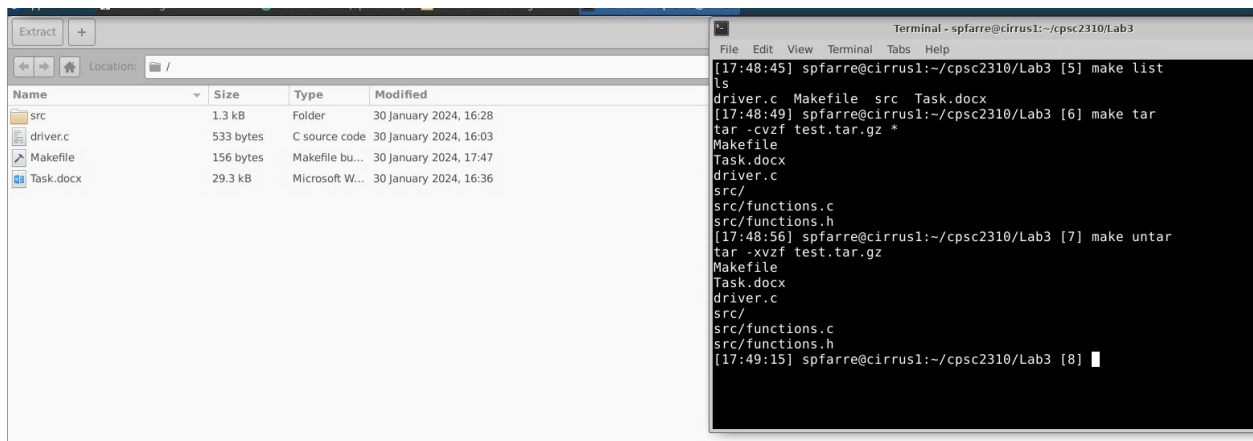 Extract +
Location: /
Name Size Type Modified
src 1.3 kB Folder 30 January 2024, 16:28
driver.c 533 bytes C source code 30 January 2024, 16:03
Makefile 156 bytes Makefile bu... 30 January 2024, 17:47
Task.docx 29.3 kB Microsoft W... 30 January 2024, 16:36
Terminal - spfarre@cirrus1:~/cpsc2310/Lab3
File Edit View Terminal Tabs Help
[17:48:45] spfarre@cirrus1:~/cpsc2310/Lab3 [5] make list
ls
driver.c Makefile src Task.docx
[17:48:49] spfarre@cirrus1:~/cpsc2310/Lab3 [6] make tar
tar -cvzf test.tar.gz *
Makefile
Task.docx
driver.c
src/
src/functions.c
src/functions.h
[17:48:56] spfarre@cirrus1:~/cpsc2310/Lab3 [7] make untar
tar -xvzf test.tar.gz
Makefile
Task.docx
driver.c
src/
src/functions.c
src/functions.h
[17:49:15] spfarre@cirrus1:~/cpsc2310/Lab3 [8]